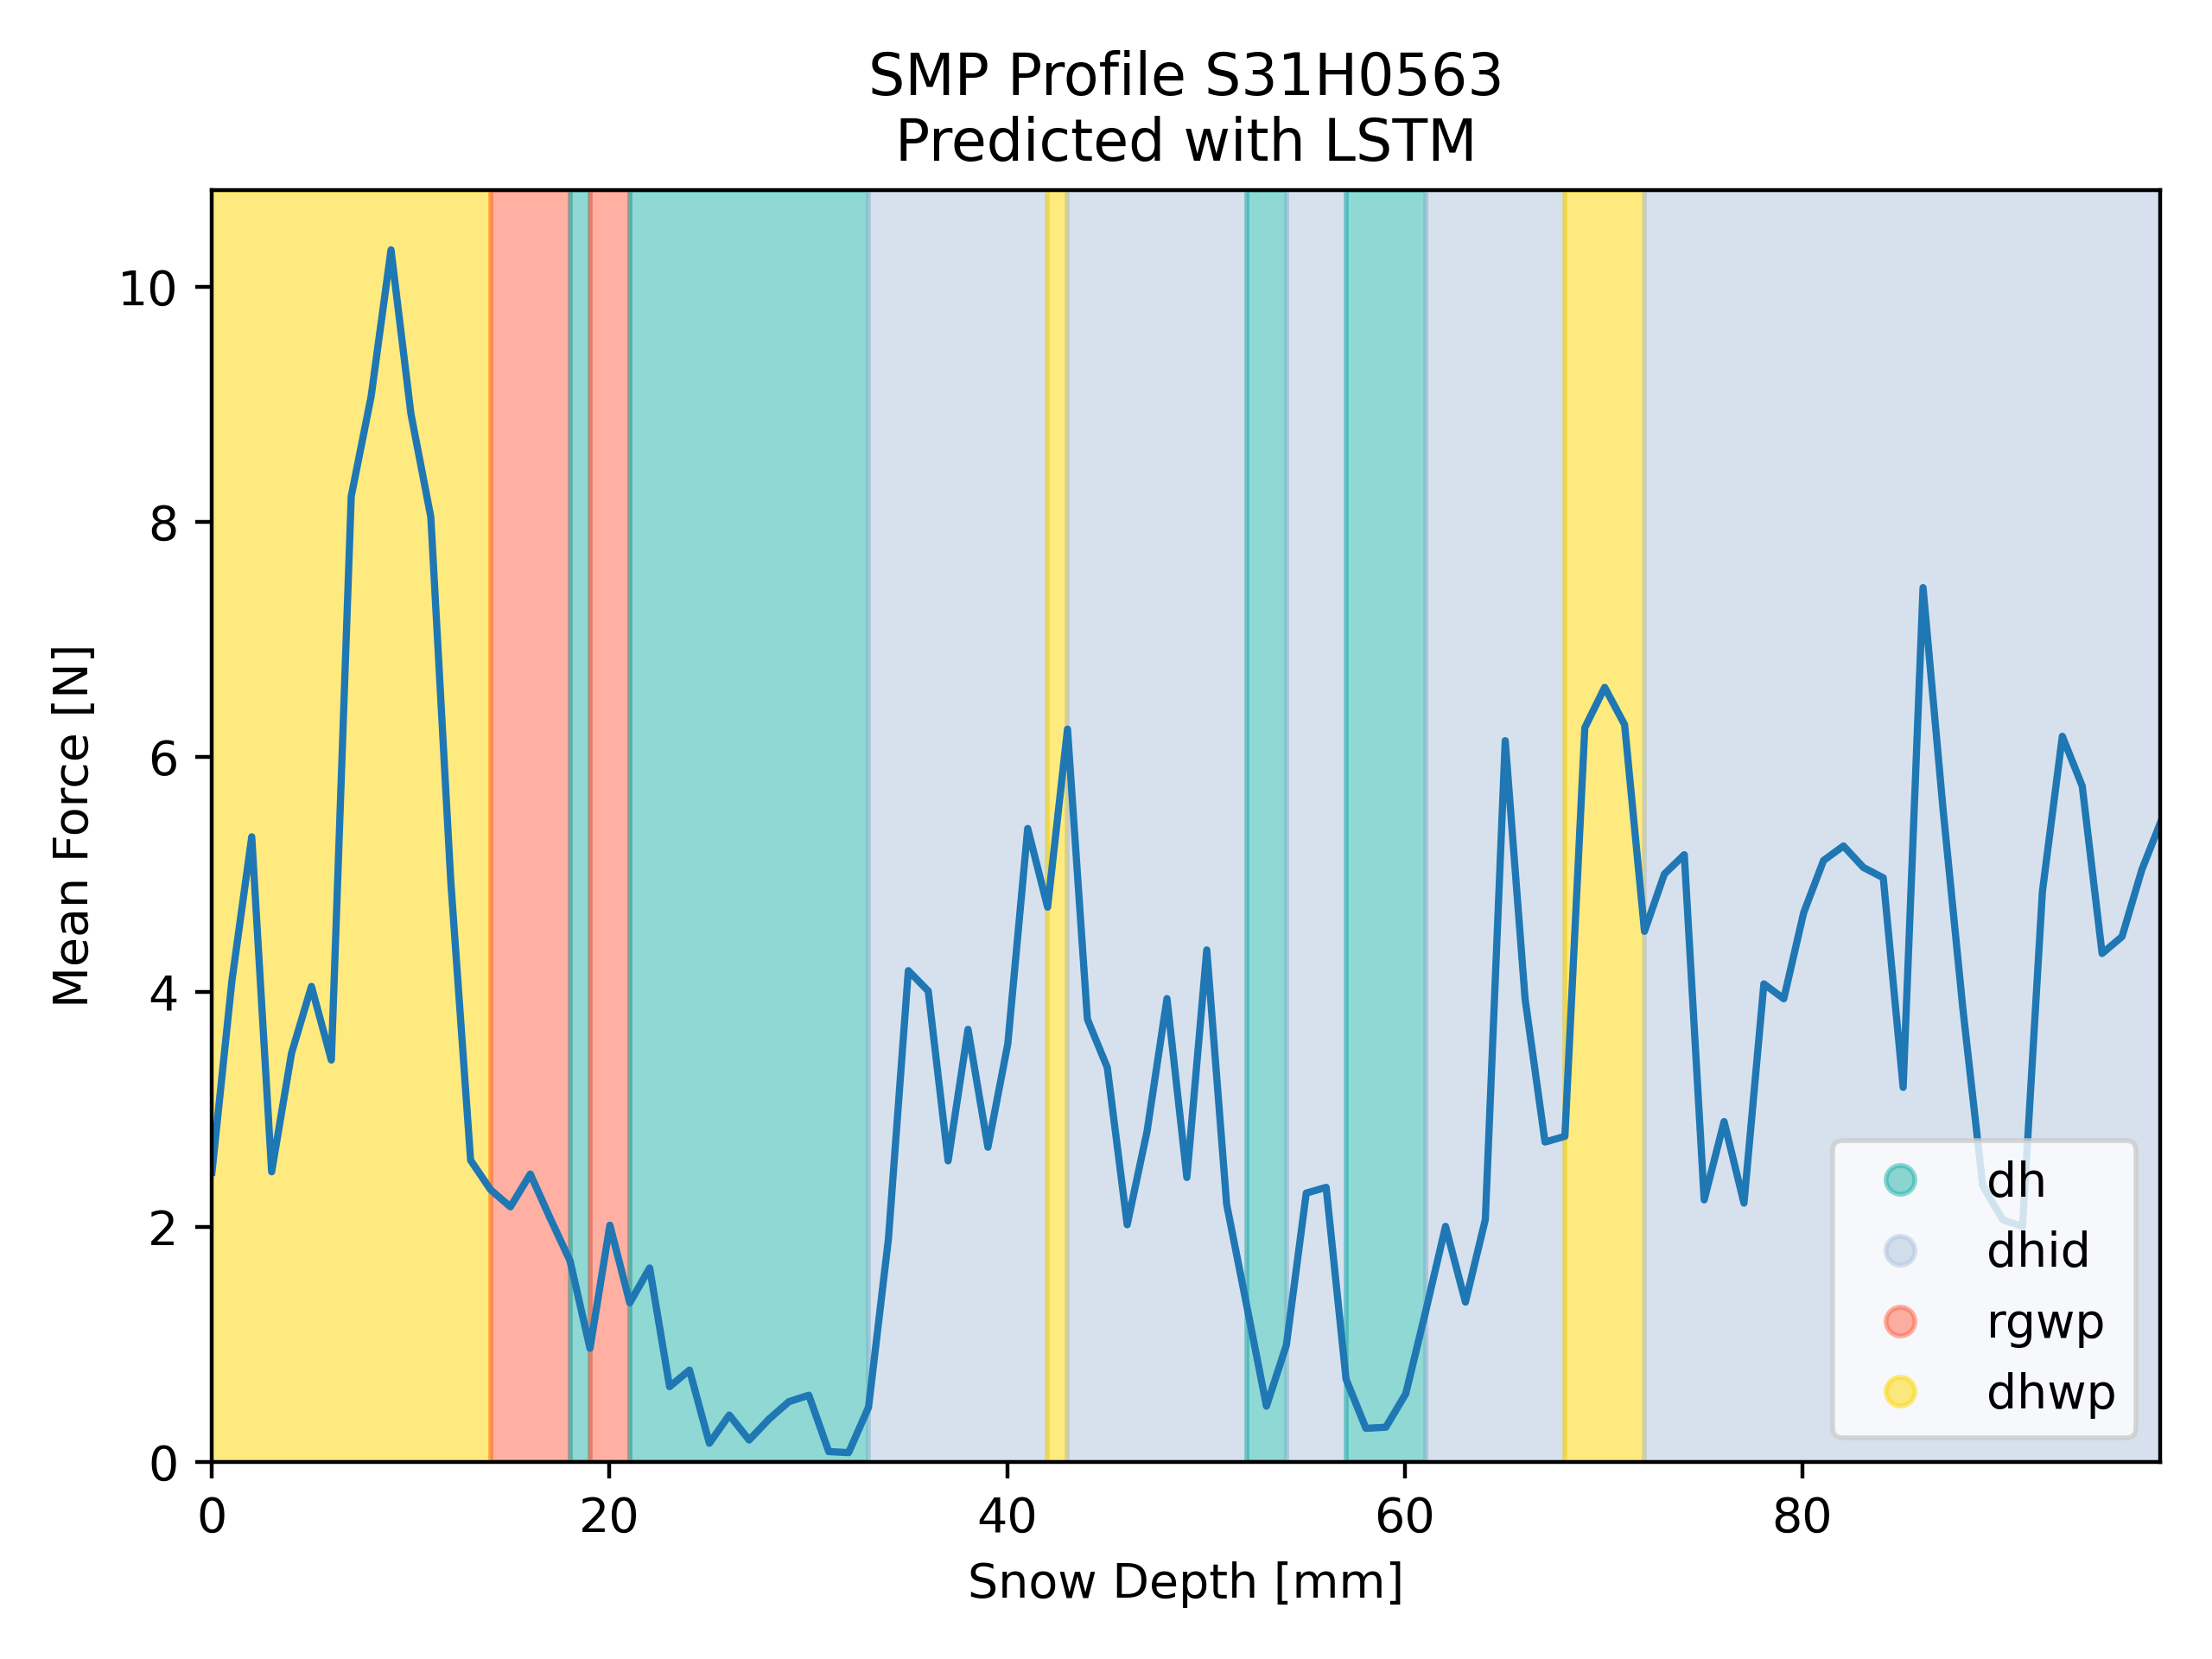 SMP Profile S31H0563
Predicted with LSTM
Mean Force [N]
10
8
6
4
2
0
0 20 40 60 80
Snow Depth [mm]
dh
dhid
rgwp
dhwp